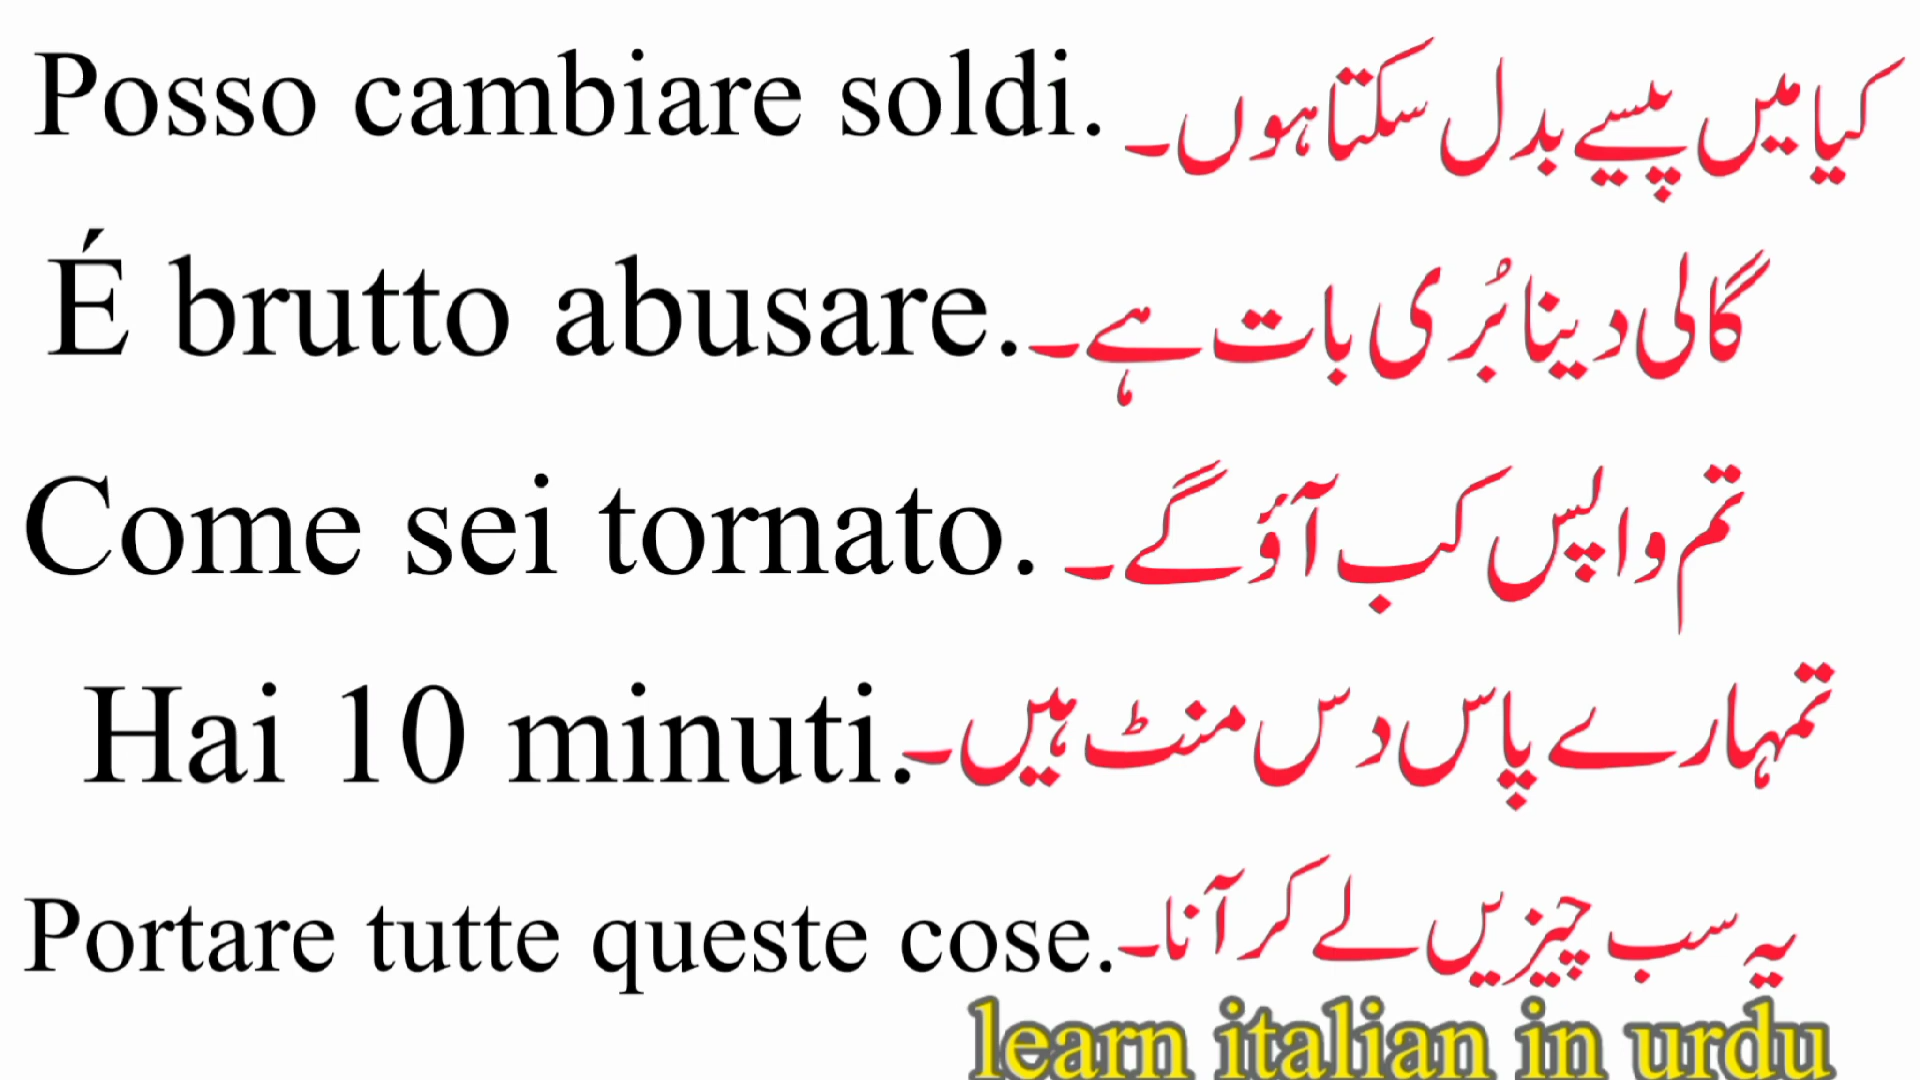 Posso cambiare soldi. کیا میں پیسے بدل سکتا ہوں۔
É brutto abusare. گالی دینا بُری بات ہے۔
Come sei tornato. تم واپس کب آؤ گے۔
Hai 10 minuti. تمہارے پاس دس منٹ ہیں۔
Portare tutte queste cose. یہ سب چیزیں لے کر آنا۔
learn italian in urdu